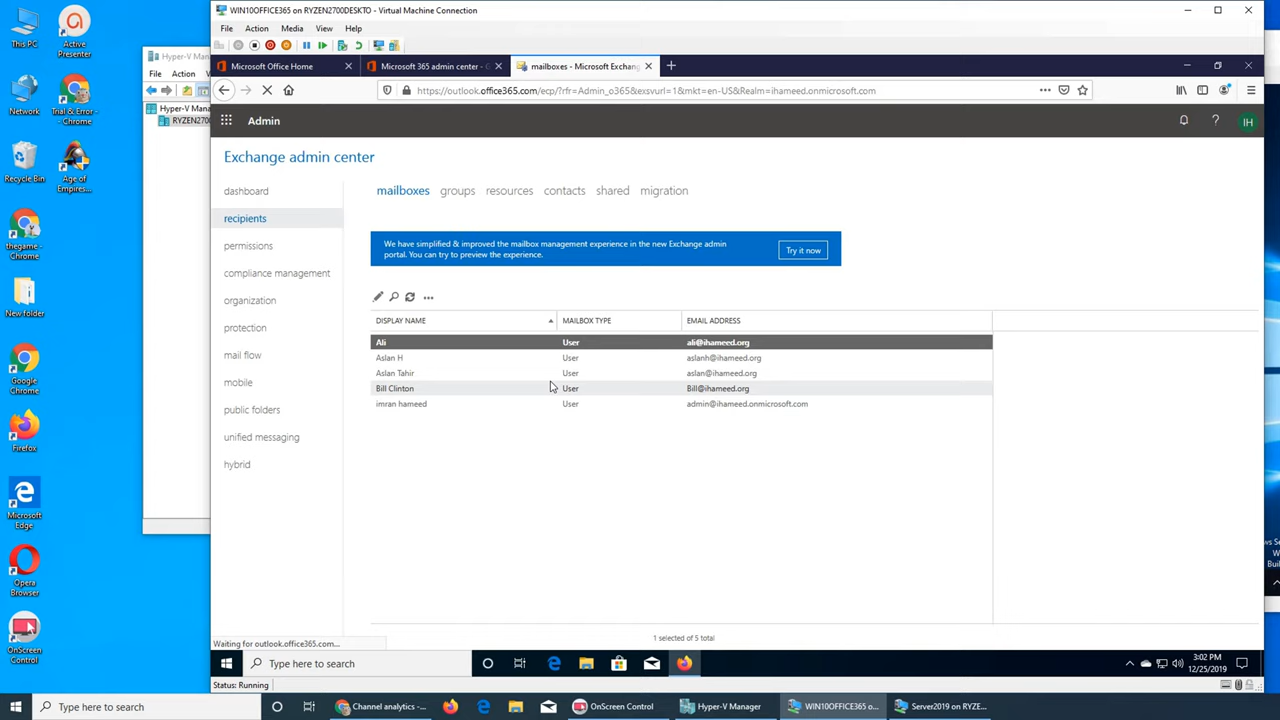 This PC
Active Presenter
Network
Trial & Error - Chrome
Recycle Bin
Age of Empires...
thegame - Chrome
New folder
Google Chrome
Firefox
Microsoft Edge
Opera Browser
OnScreen Control
Hyper-V Mana
File Action
Hyper-V Mana
RYZEN2700
WIN10OFFICE365 on RYZEN2700DESKTO - Virtual Machine Connection
File Action Media View Help
Microsoft Office Home
Microsoft 365 admin center -
mailboxes - Microsoft Exchang
https://outlook.office365.com/ecp/?rfr=Admin_o365&exsvurl=1&mkt=en-US&Realm=ihameed.onmicrosoft.com
Admin
IH
Exchange admin center
dashboard
recipients
permissions
compliance management
organization
protection
mail flow
mobile
public folders
unified messaging
hybrid
mailboxes groups resources contacts shared migration
We have simplified & improved the mailbox management experience in the new Exchange admin
portal. You can try to preview the experience.
Try it now
DISPLAY NAME MAILBOX TYPE EMAIL ADDRESS
Ali User ali@ihameed.org
Aslan H User aslanh@ihameed.org
Aslan Tahir User aslan@ihameed.org
Bill Clinton User Bill@ihameed.org
imran hameed User admin@ihameed.onmicrosoft.com
1 selected of 5 total
Waiting for outlook.office365.com...
Type here to search
3:02 PM
12/25/2019
Status: Running
Type here to search
Channel analytics -...
OnScreen Control
Hyper-V Manager
WIN10OFFICE365 o...
Server2019 on RYZE...